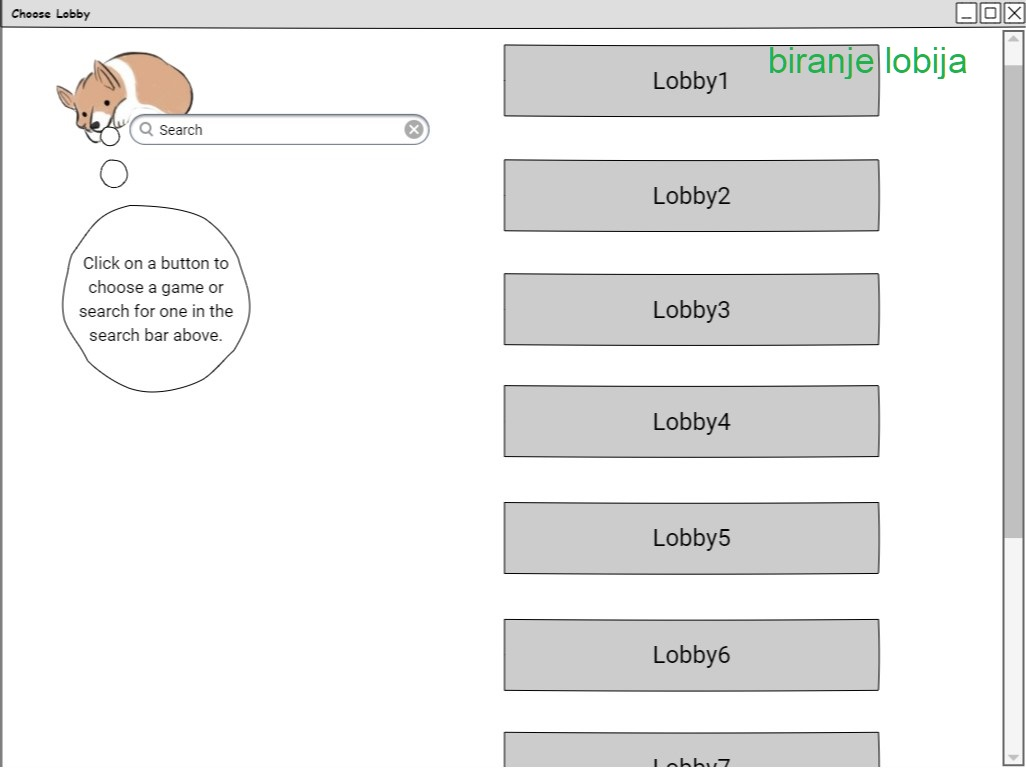 Choose Lobby
biranje lobija
Search
Click on a button to
choose a game or
search for one in the
search bar above.
Lobby1
Lobby2
Lobby3
Lobby4
Lobby5
Lobby6
Lobby7